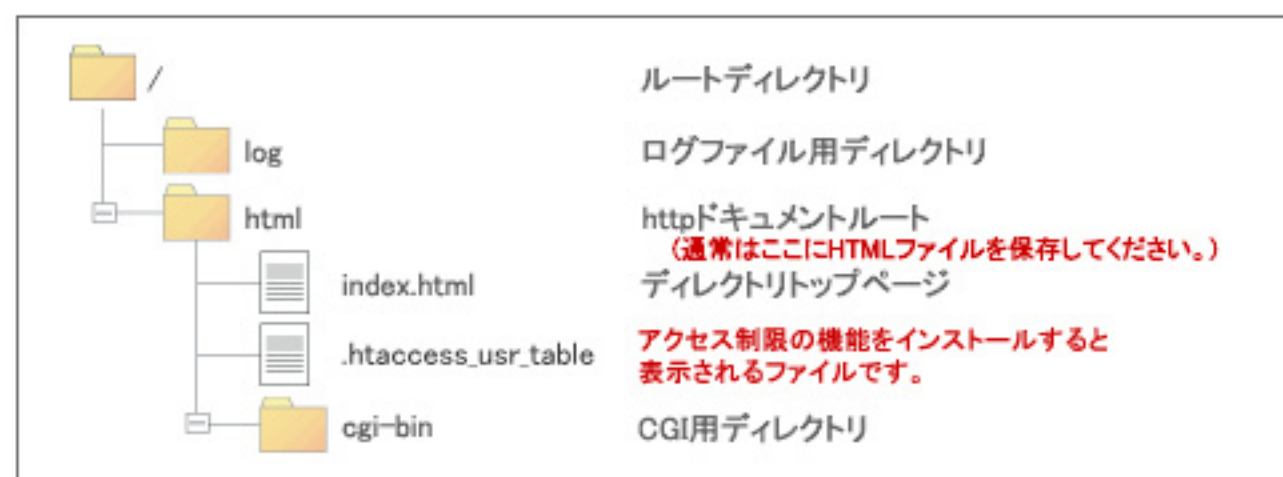 / ルートディレクトリ
log ログファイル用ディレクトリ
html httpドキュメントルート
(通常はここにHTMLファイルを保存してください。)
index.html ディレクトリトップページ
.htaccess_usr_table アクセス制限の機能をインストールすると
表示されるファイルです。
cgi-bin CGI用ディレクトリ